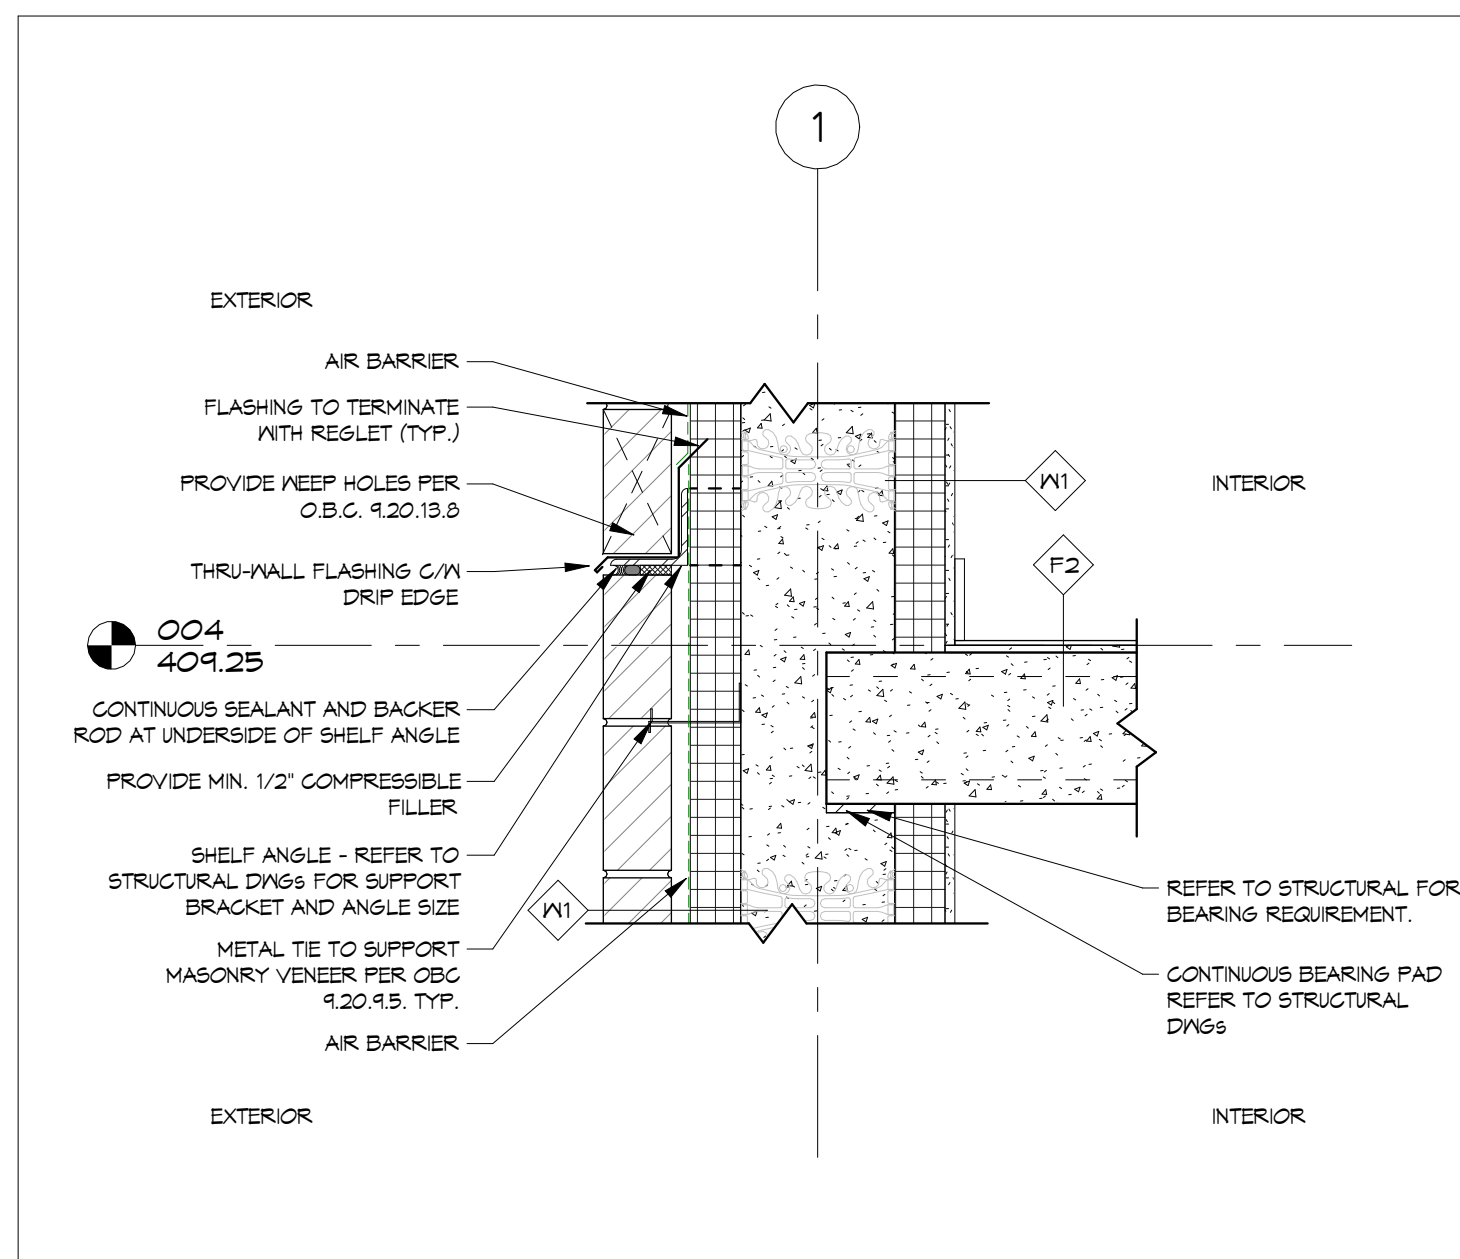 1
EXTERIOR
AIR BARRIER
FLASHING TO TERMINATE
WITH REGLET (TYP.)
PROVIDE WEEP HOLES PER
O.B.C. 9.20.13.8
THRU-WALL FLASHING C/W
DRIP EDGE
004
409.25
CONTINUOUS SEALANT AND BACKER
ROD AT UNDERSIDE OF SHELF ANGLE
PROVIDE MIN. 1/2" COMPRESSIBLE
FILLER
SHELF ANGLE - REFER TO
STRUCTURAL DWGs FOR SUPPORT
BRACKET AND ANGLE SIZE
W1
METAL TIE TO SUPPORT
MASONRY VENEER PER OBC
9.20.9.5. TYP.
AIR BARRIER
EXTERIOR
W1
INTERIOR
F2
REFER TO STRUCTURAL FOR
BEARING REQUIREMENT.
CONTINUOUS BEARING PAD
REFER TO STRUCTURAL
DWGs
INTERIOR